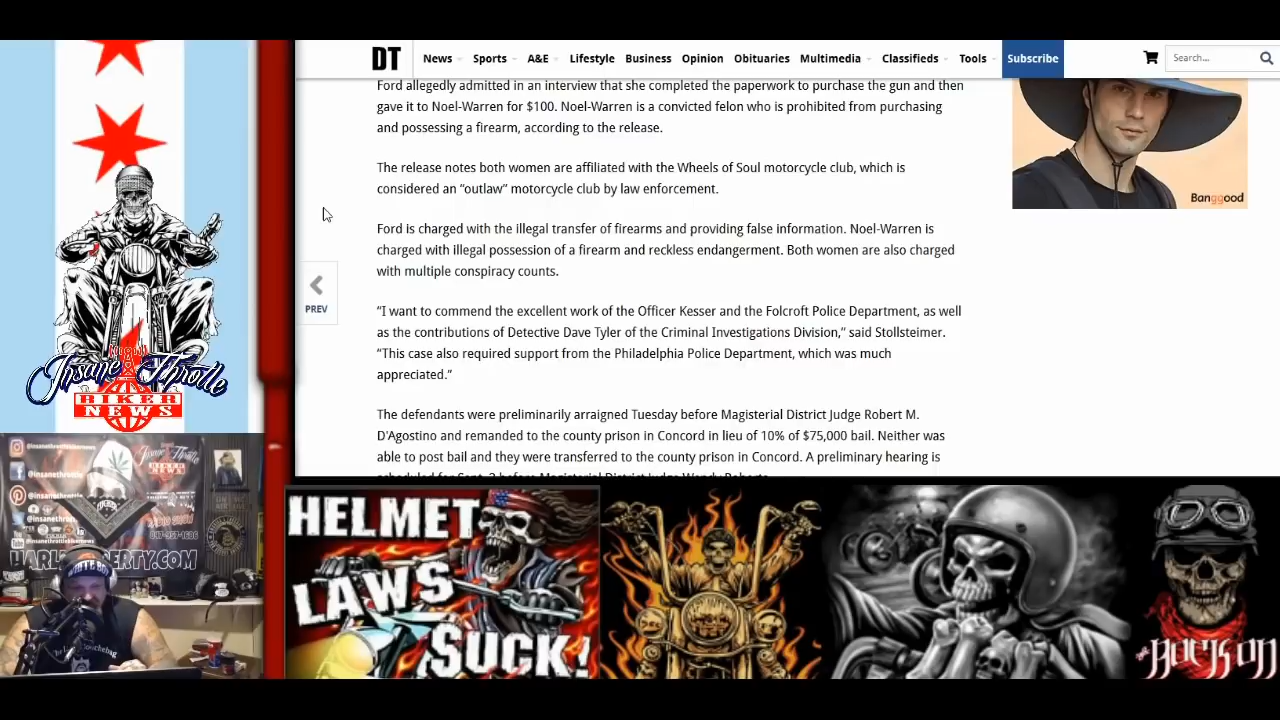 DT
News
Sports
A&E
Lifestyle
Business
Opinion
Obituaries
Multimedia
Classifieds
Tools
Subscribe
Search...
Ford allegedly admitted in an interview that she completed the paperwork to purchase the gun and then
gave it to Noel-Warren for $100. Noel-Warren is a convicted felon who is prohibited from purchasing
and possessing a firearm, according to the release.
The release notes both women are affiliated with the Wheels of Soul motorcycle club, which is
considered an “outlaw” motorcycle club by law enforcement.
Ford is charged with the illegal transfer of firearms and providing false information. Noel-Warren is
charged with illegal possession of a firearm and reckless endangerment. Both women are also charged
with multiple conspiracy counts.
“I want to commend the excellent work of the Officer Kesser and the Folcroft Police Department, as well
as the contributions of Detective Dave Tyler of the Criminal Investigations Division,” said Stollsteimer.
“This case also required support from the Philadelphia Police Department, which was much
appreciated.”
The defendants were preliminarily arraigned Tuesday before Magisterial District Judge Robert M.
D'Agostino and remanded to the county prison in Concord in lieu of 10% of $75,000 bail. Neither was
able to post bail and they were transferred to the county prison in Concord. A preliminary hearing is
PREV
Banggood
Insane Throttle
BIKER
NEWS
HELMET
LAWS
SUCK!